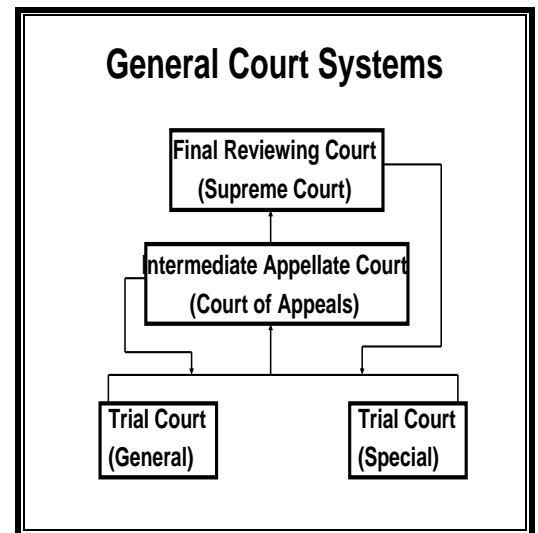 General Court Systems
Final Reviewing Court
(Supreme Court)
Intermediate Appellate Court
(Court of Appeals)
Trial Court
(General)
Trial Court
(Special)